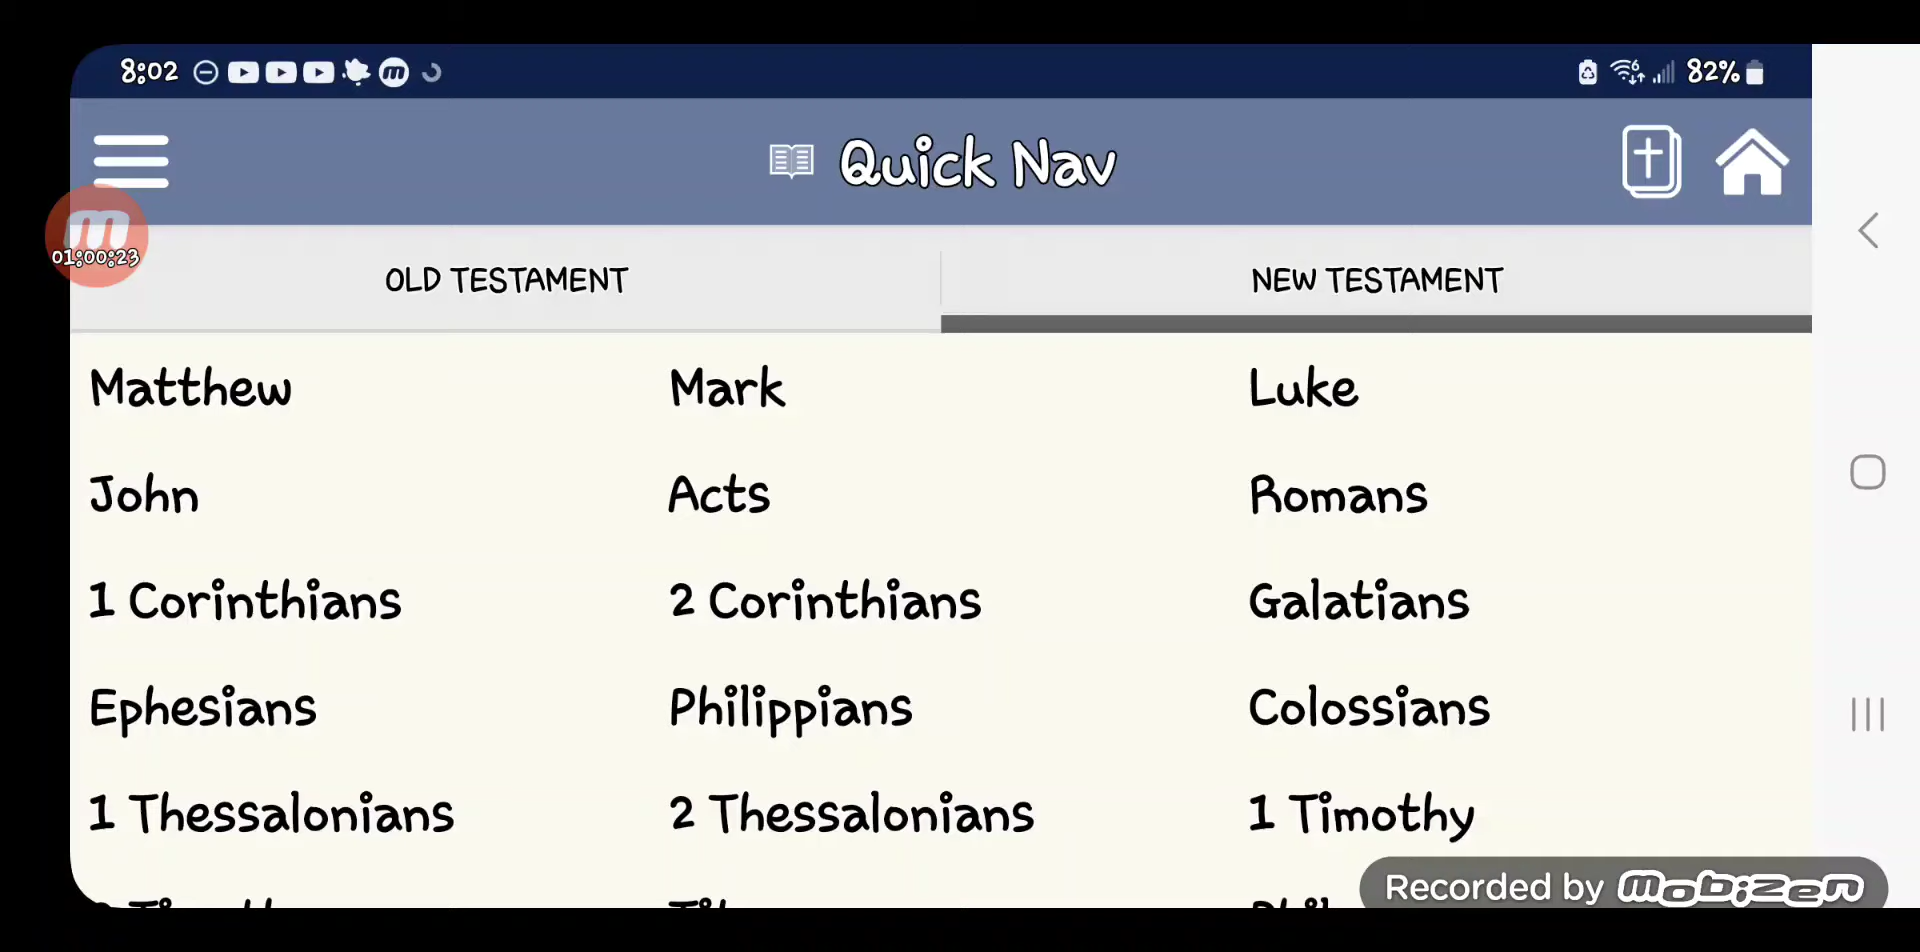 8:02 82%
Quick Nav
01:00:23
OLD TESTAMENT NEW TESTAMENT
Matthew Mark Luke
John Acts Romans
1 Corinthians 2 Corinthians Galatians
Ephesians Philippians Colossians
1 Thessalonians 2 Thessalonians 1 Timothy
Recorded by mobizen